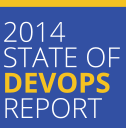 2014
STATE OF
DEVOPS
REPORT